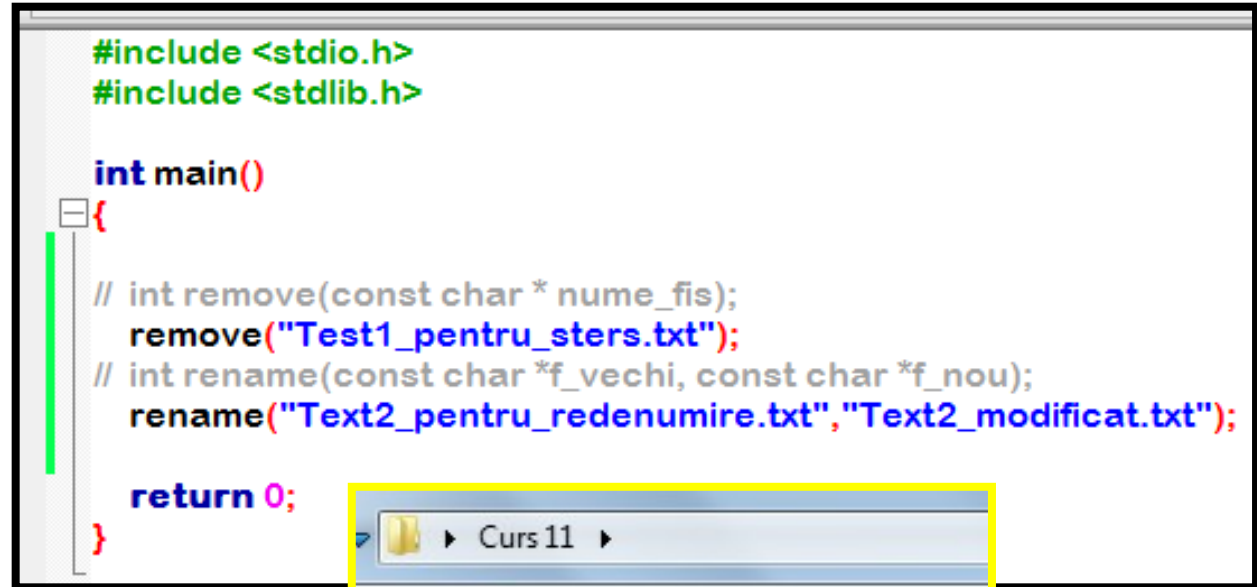 #include <stdio.h>
#include <stdlib.h>
int main()
{
// int remove(const char * nume_fis);
remove("Test1_pentru_sters.txt");
// int rename(const char *f_vechi, const char *f_nou);
rename("Text2_pentru_redenumire.txt","Text2_modificat.txt");
return 0;
}
Curs 11